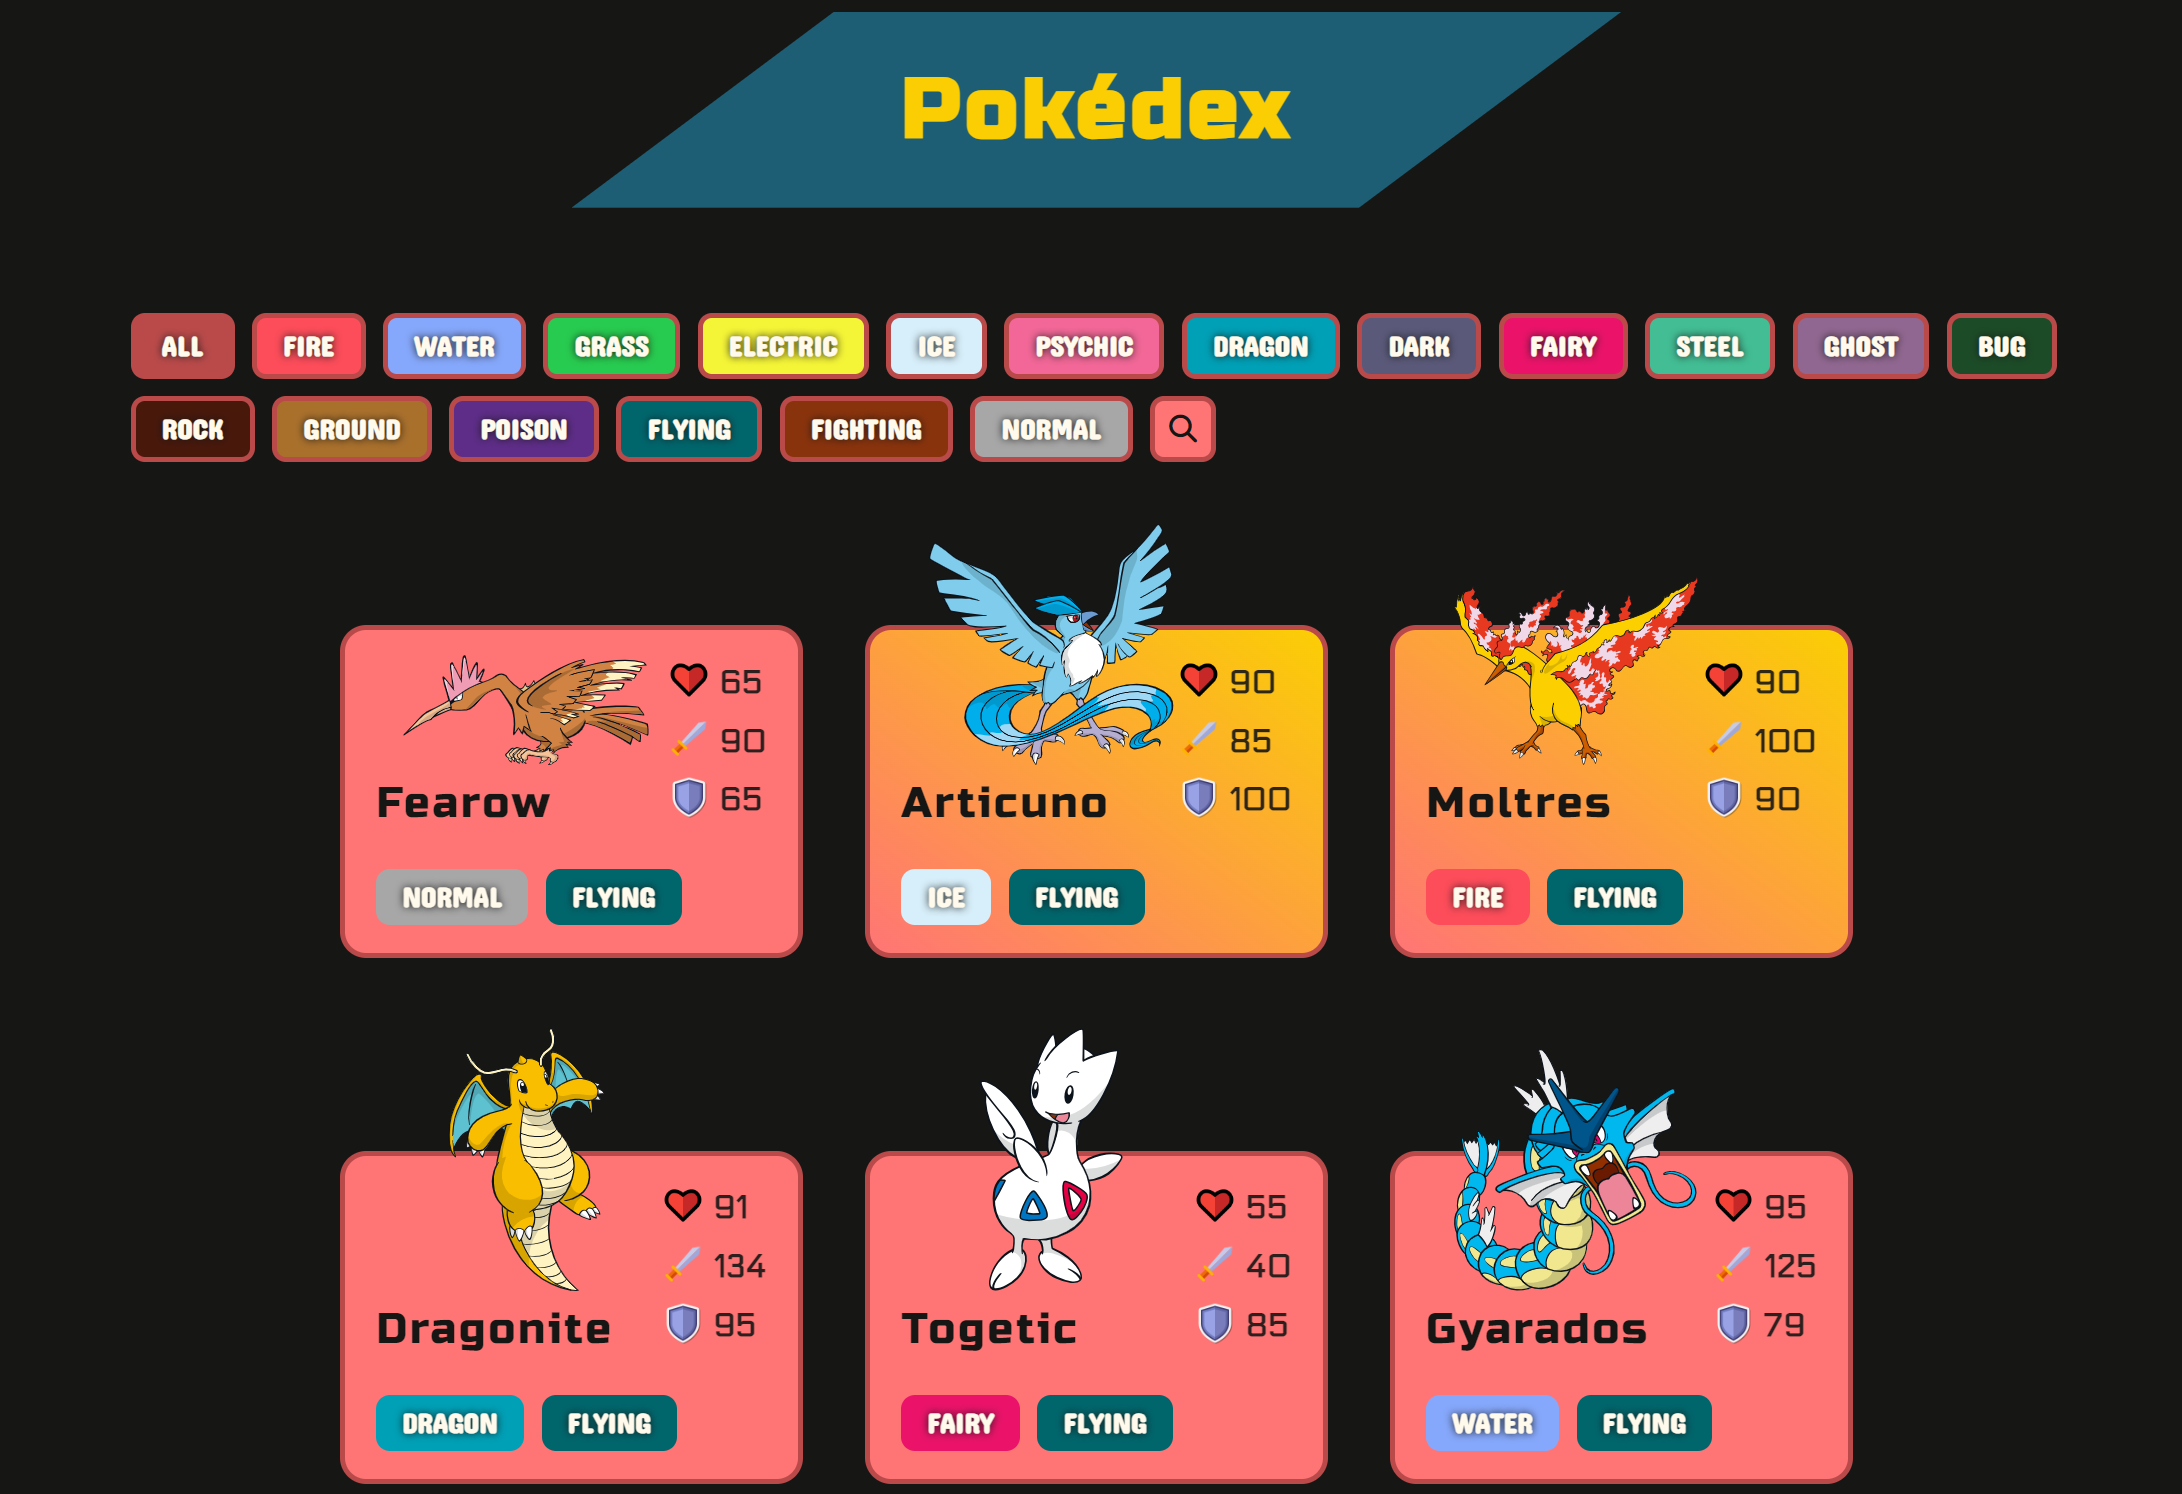 Pokédex
ALL FIRE WATER GRASS ELECTRIC ICE PSYCHIC DRAGON DARK FAIRY STEEL GHOST BUG
ROCK GROUND POISON FLYING FIGHTING NORMAL
65
90
65
Fearow
NORMAL FLYING
90
85
100
Articuno
ICE FLYING
90
100
90
Moltres
FIRE FLYING
91
134
95
Dragonite
DRAGON FLYING
55
40
85
Togetic
FAIRY FLYING
95
125
79
Gyarados
WATER FLYING